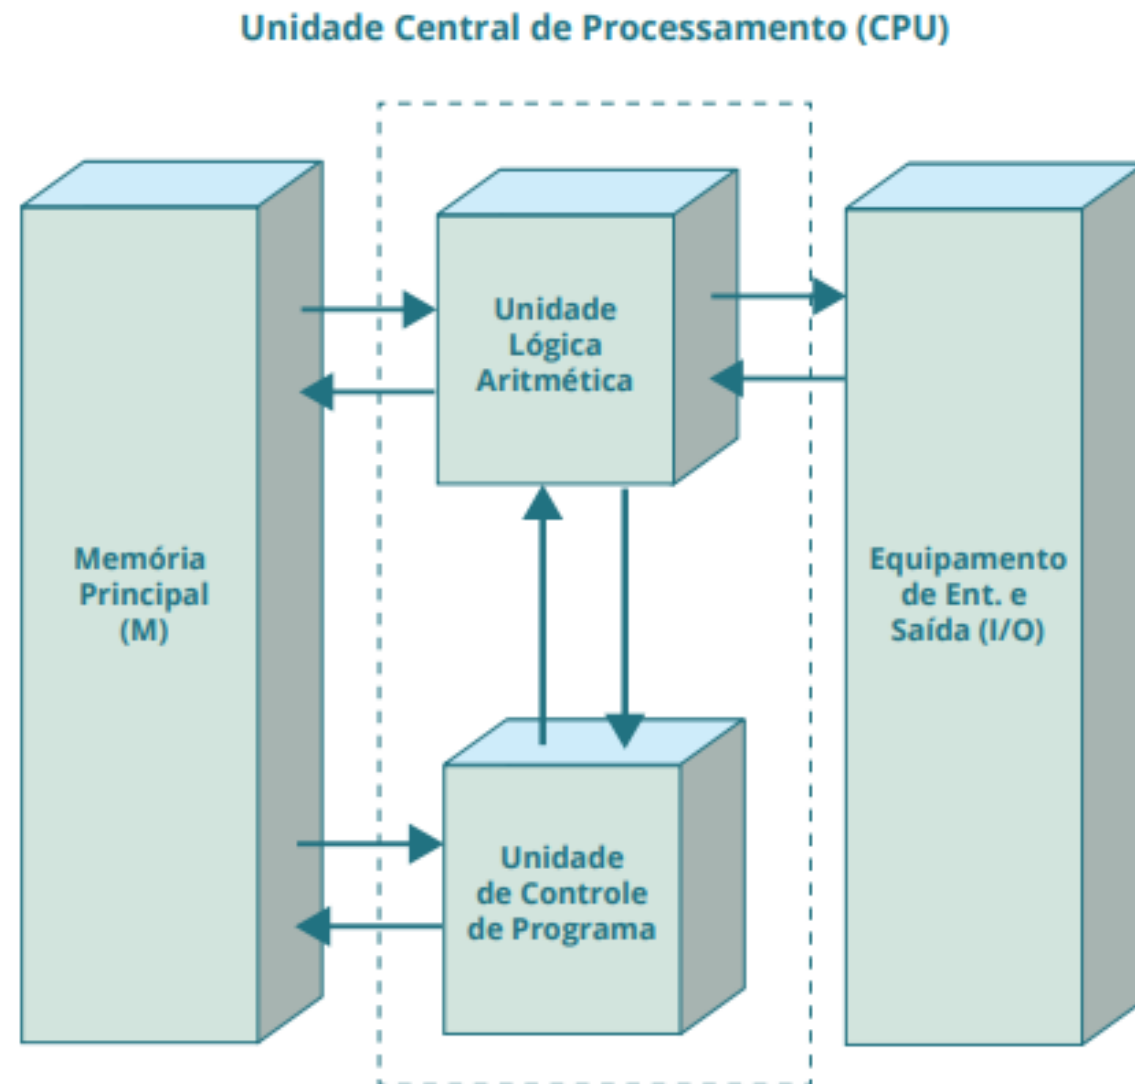 Unidade Central de Processamento (CPU)
Unidade
Lógica
Aritmética
Memória
Principal
(M)
Equipamento
de Ent. e
Saída (I/O)
Unidade
de Controle
de Programa